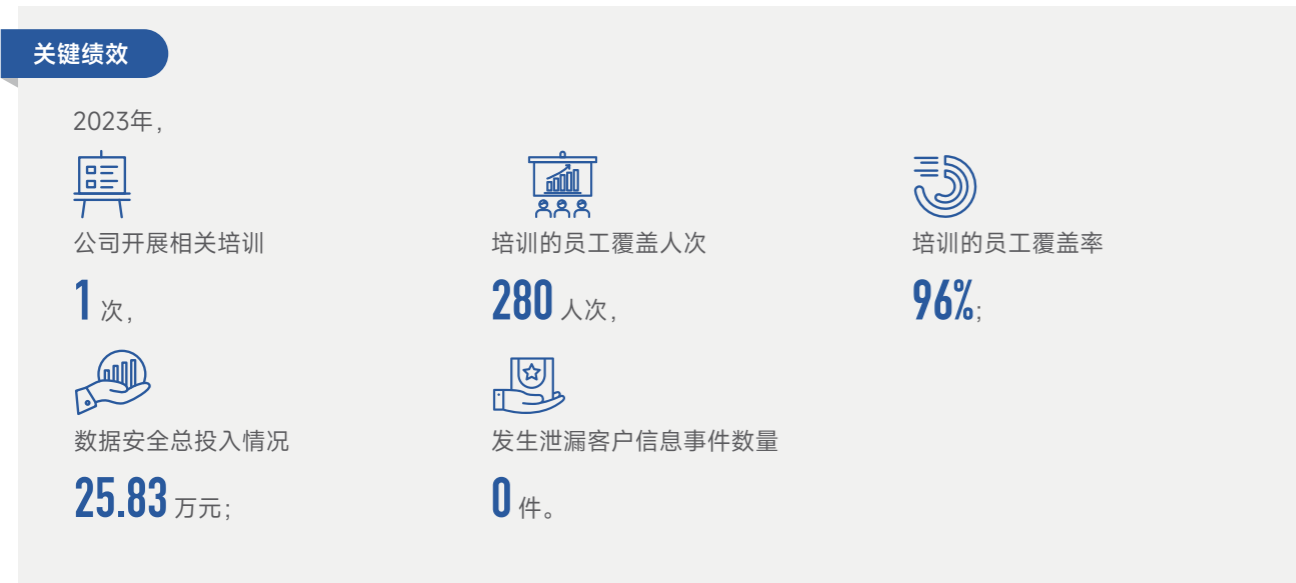 关键绩效
2023年，
公司开展相关培训
1 次，
培训的员工覆盖人次
280 人次，
培训的员工覆盖率
96%；
数据安全总投入情况
25.83 万元；
发生泄漏客户信息事件数量
0 件。